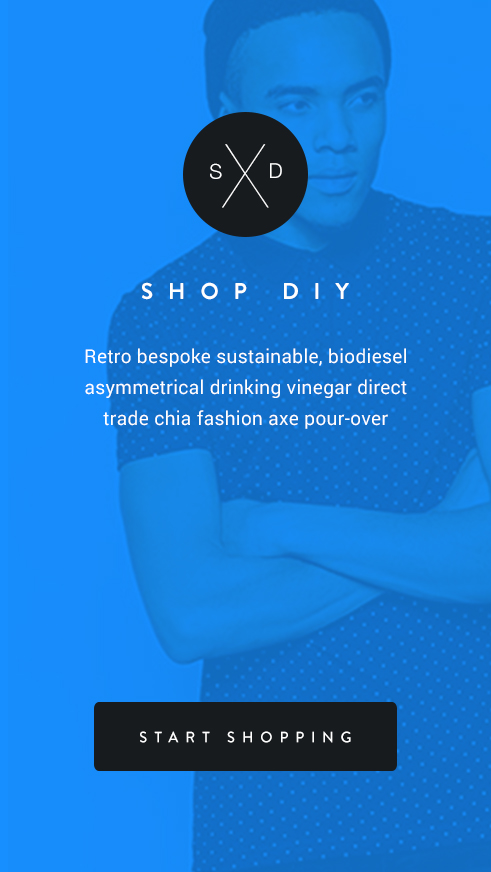 S D
SHOP DIY
Retro bespoke sustainable, biodiesel
asymmetrical drinking vinegar direct
trade chia fashion axe pour-over
START SHOPPING